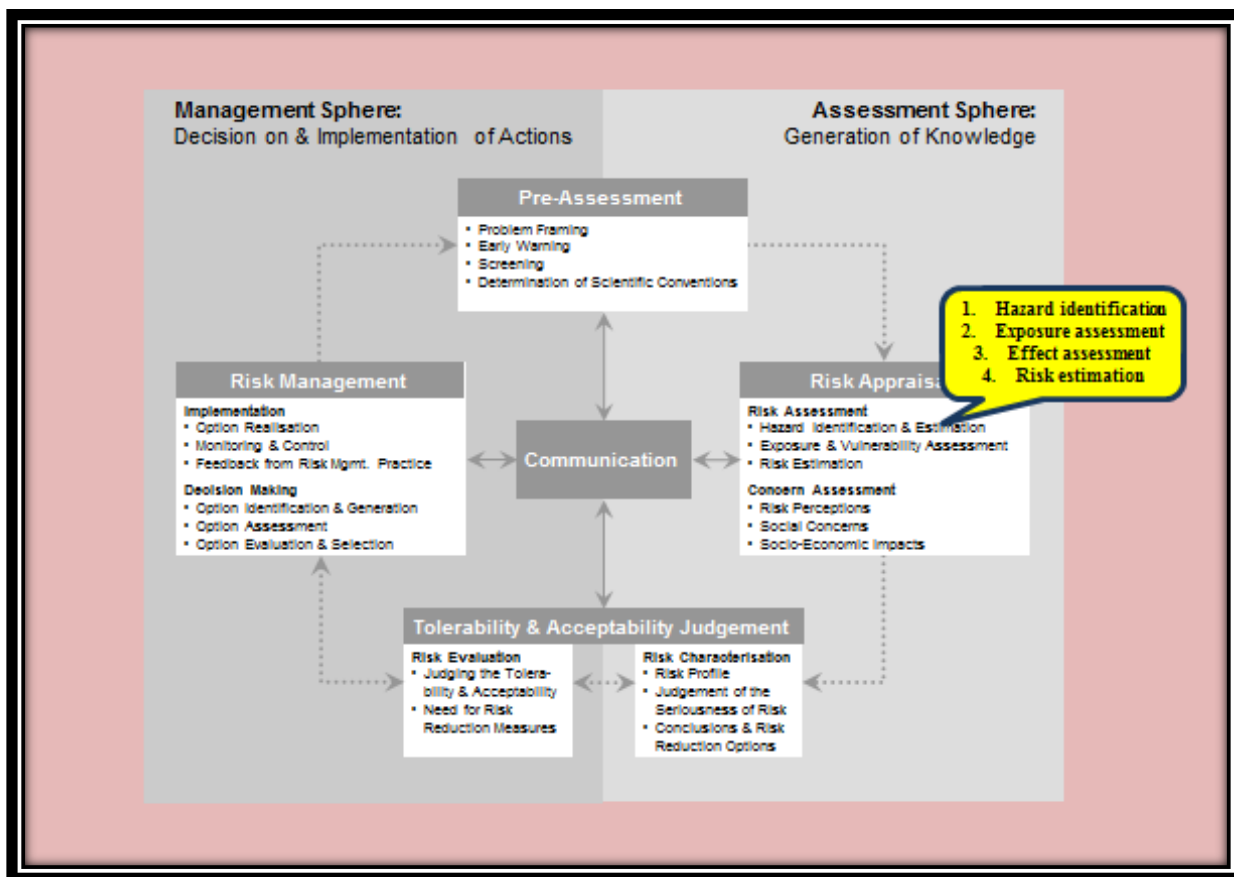 Management Sphere:
Decision on & Implementation of Actions
Assessment Sphere:
Generation of Knowledge
Pre-Assessment
▪ Problem Framing
▪ Early Warning
▪ Screening
▪ Determination of Scientific Conventions
1. Hazard identification
2. Exposure assessment
3. Effect assessment
4. Risk estimation
Risk Management
Implementation
▪ Option Realisation
▪ Monitoring & Control
▪ Feedback from Risk Mgmt. Practice
Decision Making
▪ Option Identification & Generation
▪ Option Assessment
▪ Option Evaluation & Selection
Communication
Risk Appraisa
Risk Assessment
▪ Hazard Identification & Estimation
▪ Exposure & Vulnerability Assessment
▪ Risk Estimation
Concern Assessment
▪ Risk Perceptions
▪ Social Concerns
▪ Socio-Economic Impacts
Tolerability & Acceptability Judgement
Risk Evaluation
▪ Judging the Tolera-
bility & Acceptability
▪ Need for Risk
Reduction Measures
Risk Characterisation
▪ Risk Profile
▪ Judgement of the
Seriousness of Risk
▪ Conclusions & Risk
Reduction Options